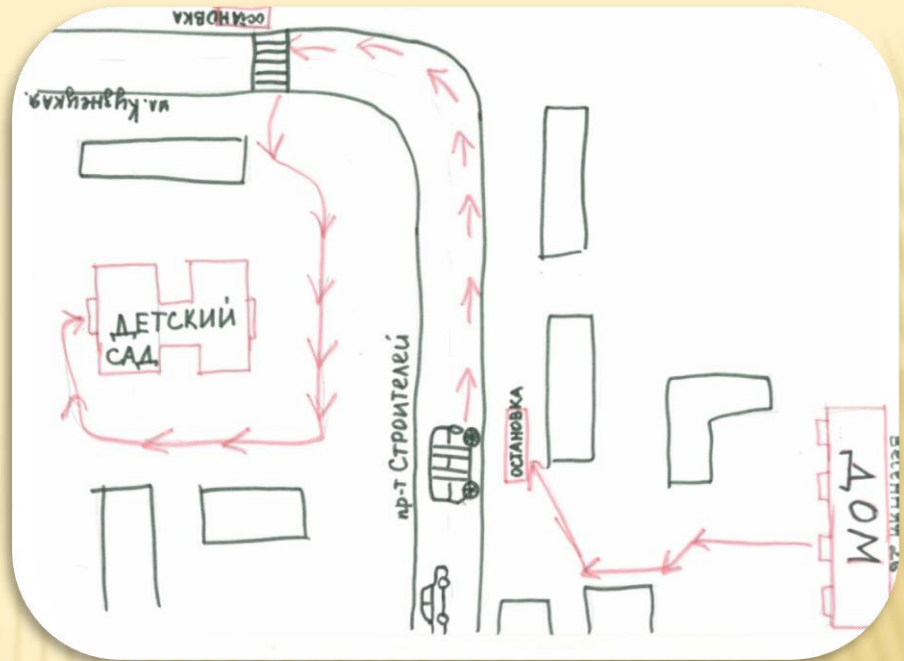 ОСТАНОВКА
ул. Кузнецкая.
ДЕТСКИЙ
САД
пр-т Строителей
ОСТАНОВКА
ДОМ